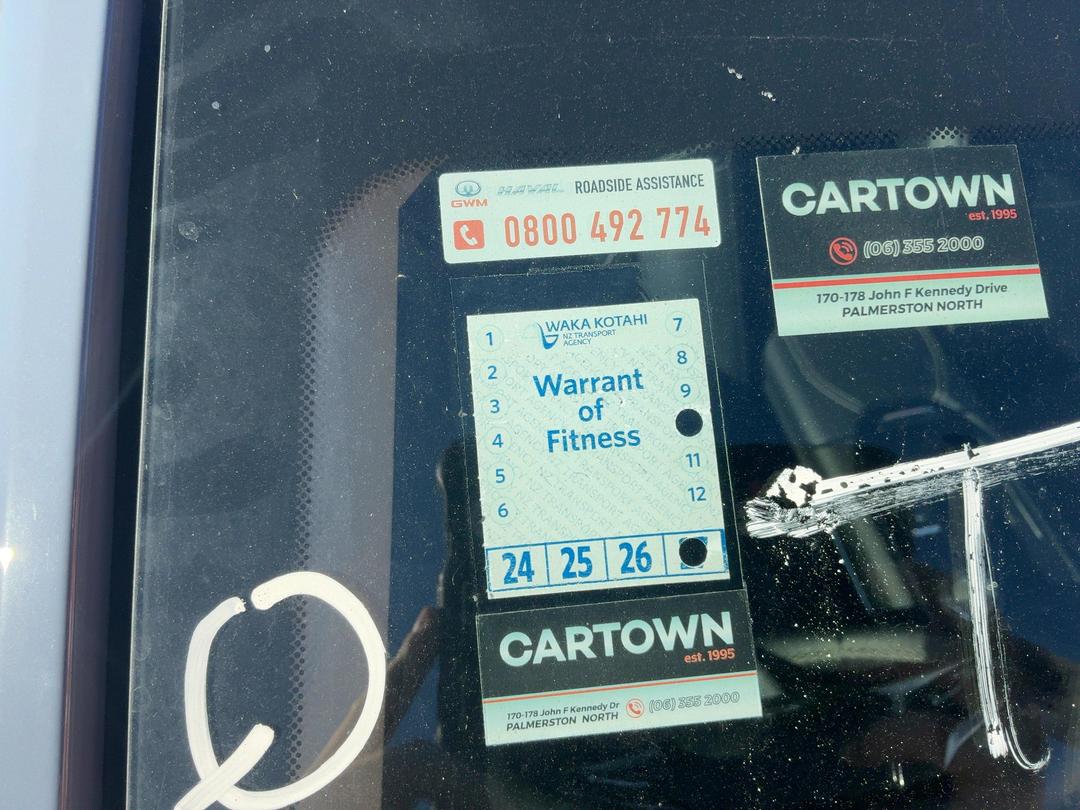 GWM HAVAL ROADSIDE ASSISTANCE
0800 492 774
CARTOWN
est. 1995
(06) 355 2000
170-178 John F Kennedy Drive
PALMERSTON NORTH
WAKA KOTAHI
NZ TRANSPORT
AGENCY
Warrant
of
Fitness
1
2
3
4
5
6
7
8
9
11
12
24 25 26
CARTOWN
est. 1995
170-178 John F Kennedy Dr
PALMERSTON NORTH
(06) 355 2000